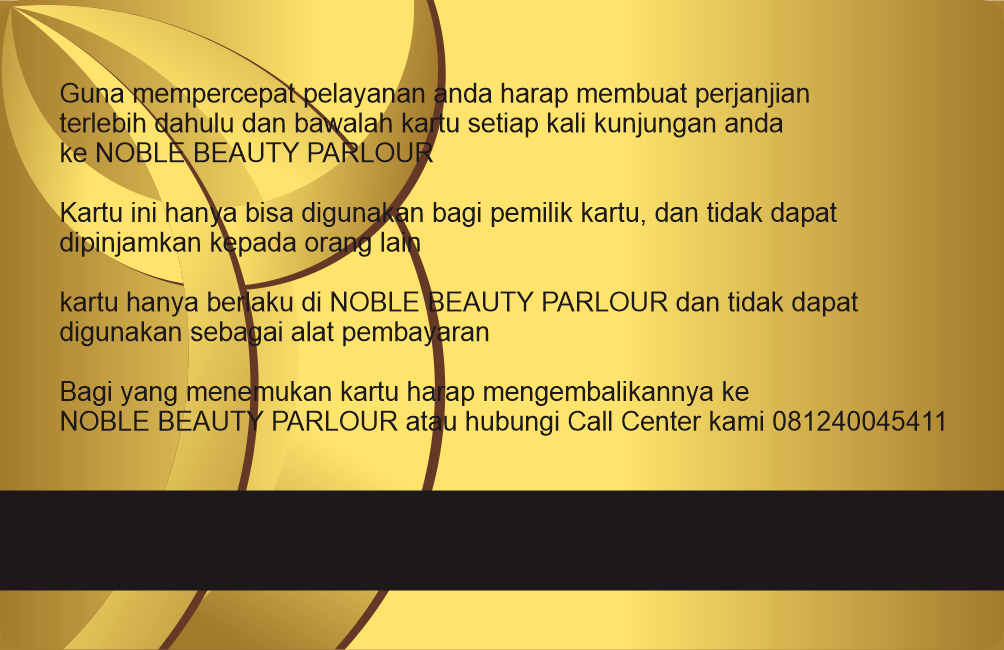 Guna mempercepat pelayanan anda harap membuat perjanjian
terlebih dahulu dan bawalah kartu setiap kali kunjungan anda
ke NOBLE BEAUTY PARLOUR
Kartu ini hanya bisa digunakan bagi pemilik kartu, dan tidak dapat
dipinjamkan kepada orang lain
kartu hanya berlaku di NOBLE BEAUTY PARLOUR dan tidak dapat
digunakan sebagai alat pembayaran
Bagi yang menemukan kartu harap mengembalikannya ke
NOBLE BEAUTY PARLOUR atau hubungi Call Center kami 081240045411